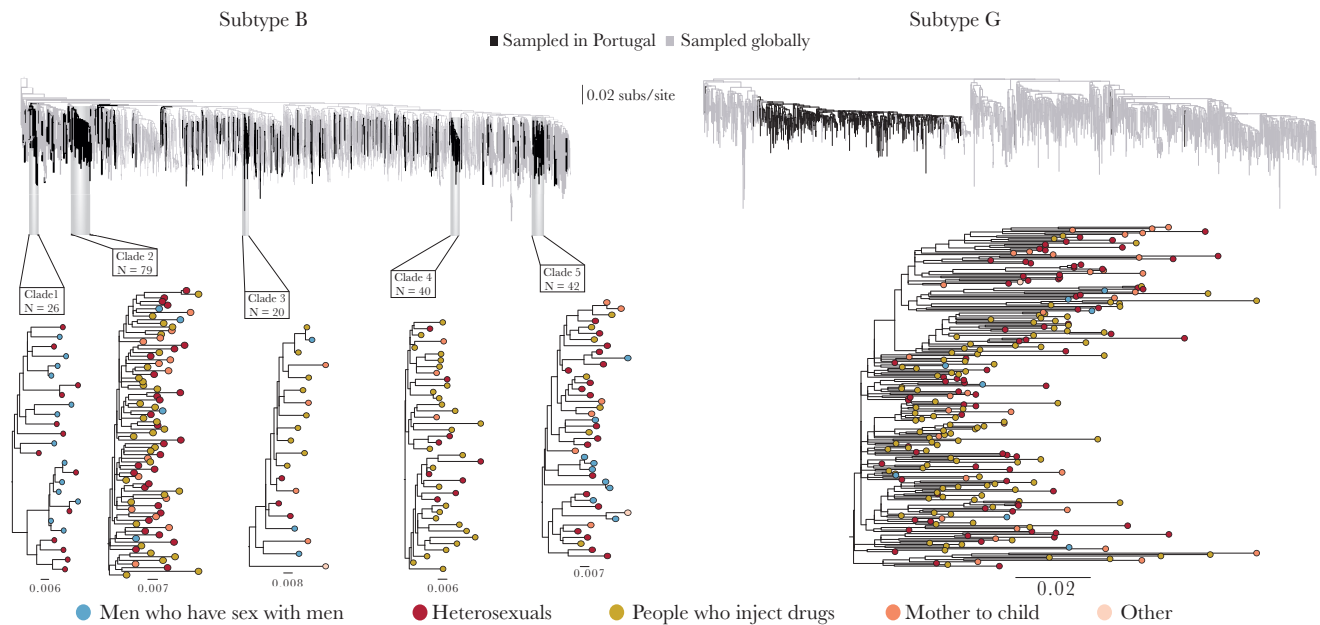 Subtype B
Subtype G
Sampled in Portugal Sampled globally
0.02 subs/site
Clade 2
N = 79
Clade 4
N = 40
Clade 5
N = 42
Clade1
N = 26
Clade 3
N = 20
0.006
0.007
0.008
0.006
0.007
0.02
Men who have sex with men Heterosexuals People who inject drugs Mother to child Other